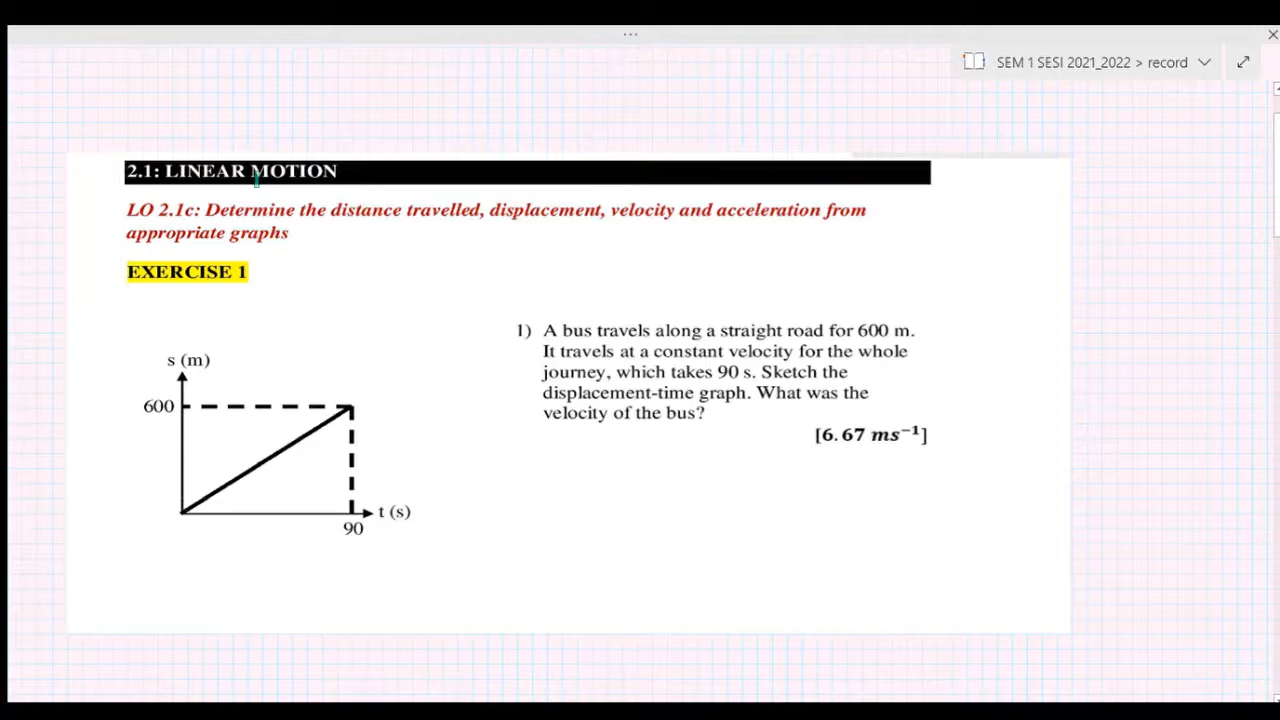 SEM 1 SESI 2021_2022 > record
2.1: LINEAR MOTION
LO 2.1c: Determine the distance travelled, displacement, velocity and acceleration from
appropriate graphs
EXERCISE 1
s (m)
600
t (s)
90
1) A bus travels along a straight road for 600 m.
It travels at a constant velocity for the whole
journey, which takes 90 s. Sketch the
displacement-time graph. What was the
velocity of the bus?
[6.67 ms⁻¹]